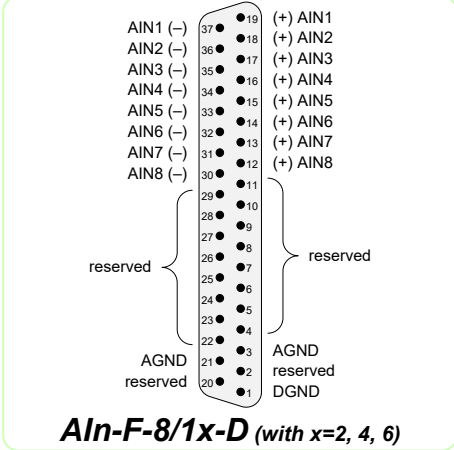 AIN1 (–) 37 19 (+) AIN1
AIN2 (–) 36 18 (+) AIN2
AIN3 (–) 35 17 (+) AIN3
AIN4 (–) 34 16 (+) AIN4
AIN5 (–) 33 15 (+) AIN5
AIN6 (–) 32 14 (+) AIN6
AIN7 (–) 31 13 (+) AIN7
AIN8 (–) 30 12 (+) AIN8
29 11
28 10
27 9
26 8
reserved reserved
25 7
24 6
23 5
22 4
AGND 21 3 AGND
reserved 20 2 reserved
1 DGND
AIn-F-8/1x-D (with x=2, 4, 6)